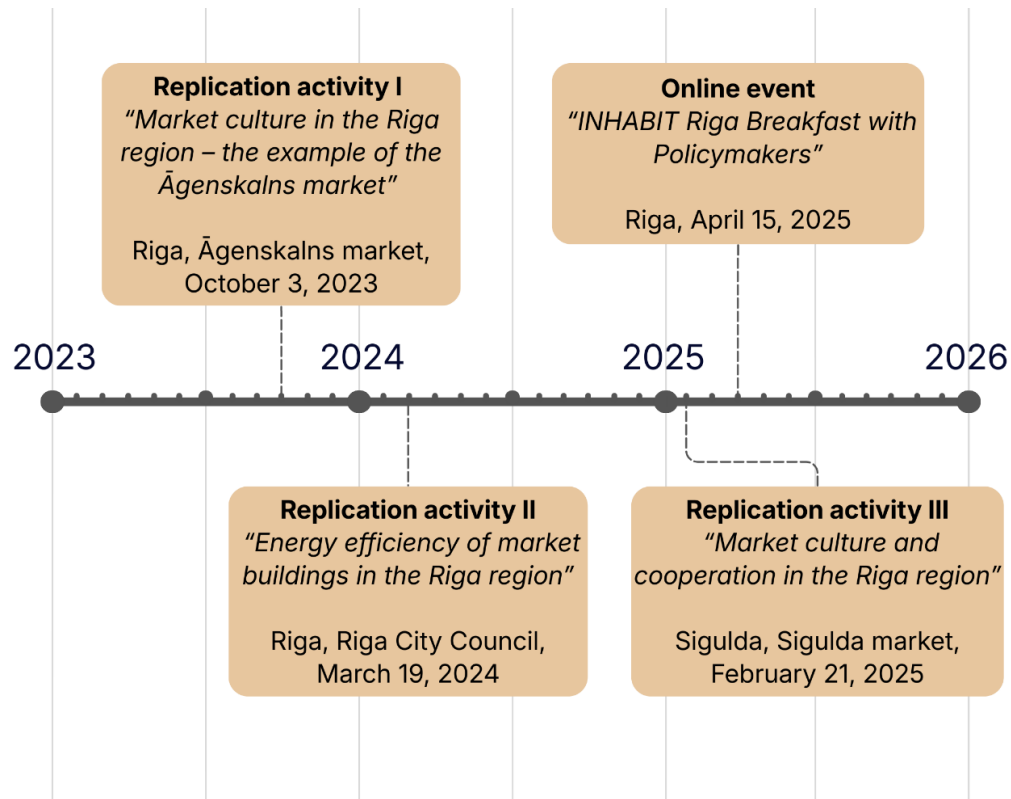 Replication activity I
“Market culture in the Riga
region – the example of the
Āgenskalns market”
Riga, Āgenskalns market,
October 3, 2023
Online event
“INHABIT Riga Breakfast with
Policymakers”
Riga, April 15, 2025
2023
2024
2025
2026
Replication activity II
“Energy efficiency of market
buildings in the Riga region”
Riga, Riga City Council,
March 19, 2024
Replication activity III
“Market culture and
cooperation in the Riga region”
Sigulda, Sigulda market,
February 21, 2025